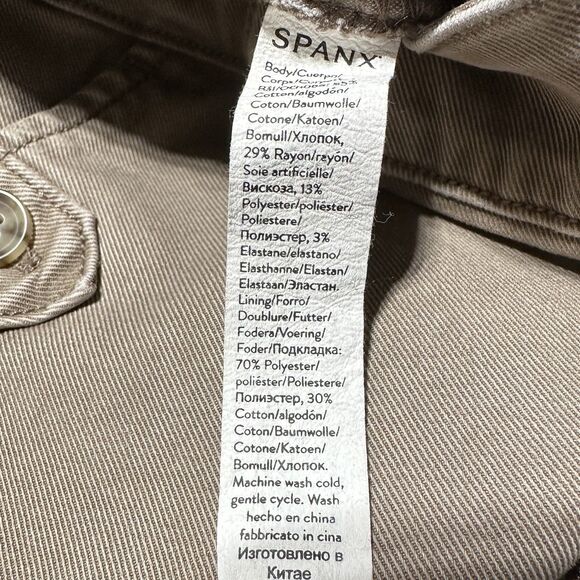 SPANX
Body/Cuerpo/
Cotton/algodón/
Coton/Baumwolle/
Cotone/Katoen/
Bomull/Хлопок,
29% Rayon/rayón/
Soie artificielle/
Вискоза, 13%
Polyester/poliéster/
Poliestere/
Полиэстер, 3%
Elastane/elastano/
Elasthanne/Elastan/
Elastaan/Эластан.
Lining/Forro/
Doublure/Futter/
Fodera/Voering/
Foder/Подкладка:
70% Polyester/
poliéster/Poliestere/
Полиэстер, 30%
Cotton/algodón/
Coton/Baumwolle/
Cotone/Katoen/
Bomull/Хлопок.
Machine wash cold,
gentle cycle. Wash
hecho en china
fabbricato in cina
Изготовлено в
Китае